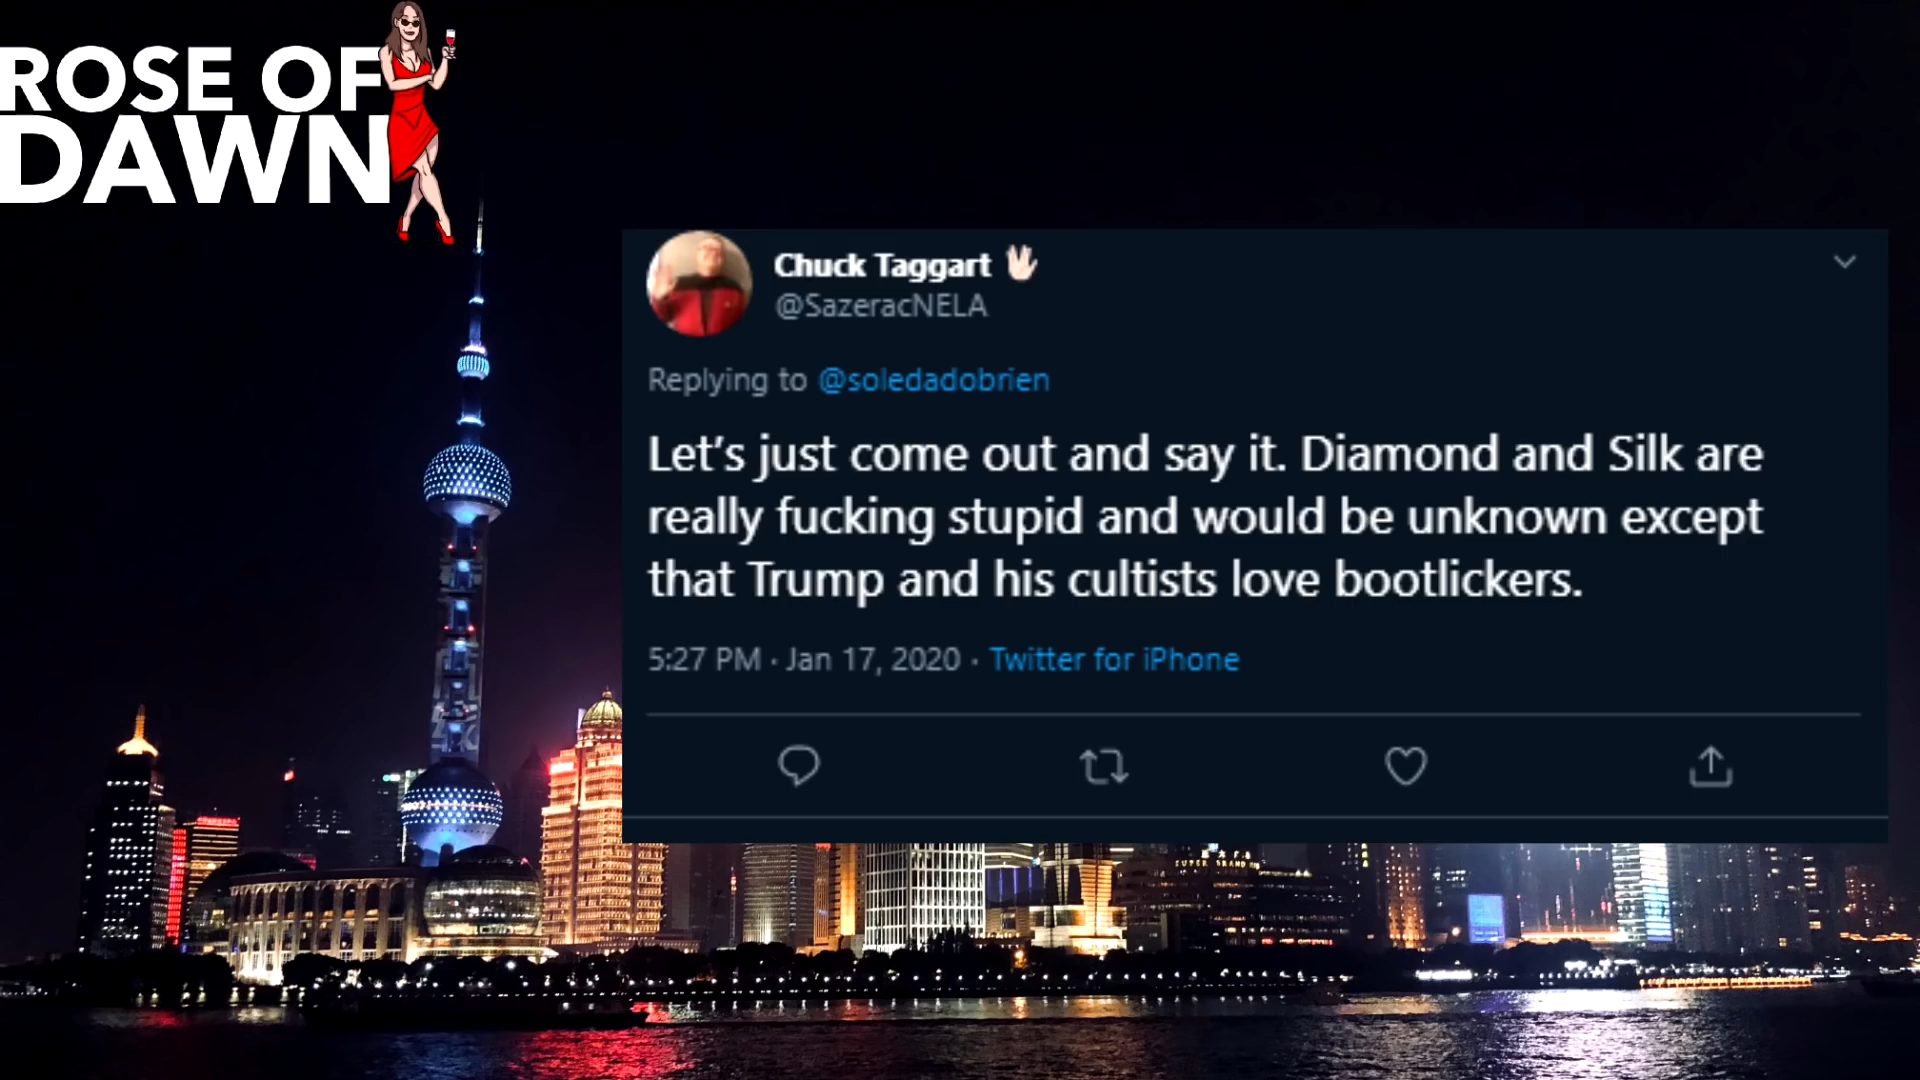 ROSE OF
DAWN
Chuck Taggart 🖖🏻
@SazeracNELA
Replying to @soledadobrien
Let's just come out and say it. Diamond and Silk are
really fucking stupid and would be unknown except
that Trump and his cultists love bootlickers.
5:27 PM · Jan 17, 2020 · Twitter for iPhone
SUPER BRAND